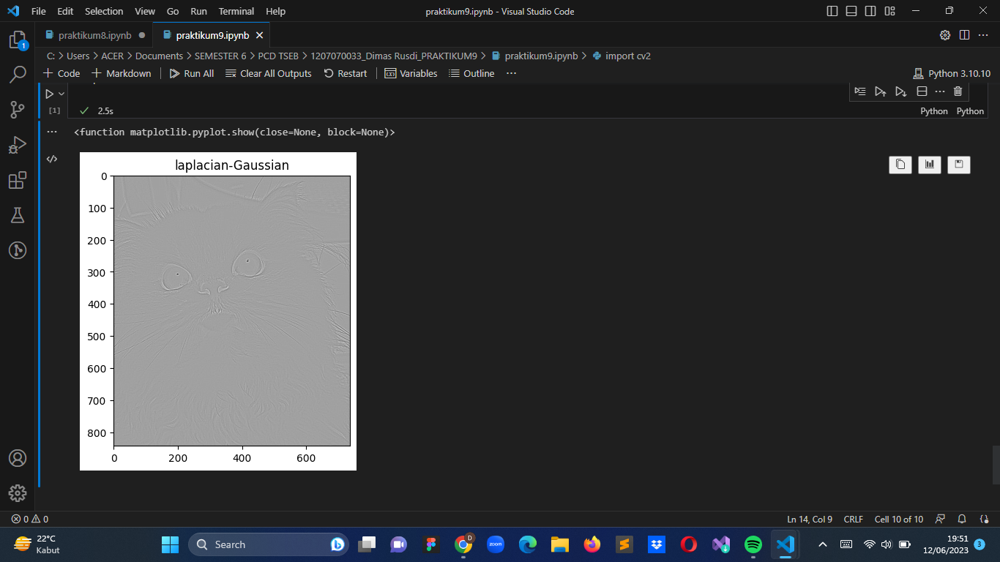 File Edit Selection View Go Run Terminal Help praktikum9.ipynb - Visual Studio Code
praktikum8.ipynb praktikum9.ipynb
C: > Users > ACER > Documents > SEMESTER 6 > PCD TSEB > 1207070033_Dimas Rusdi_PRAKTIKUM9 > praktikum9.ipynb > import cv2
1
+ Code + Markdown Run All Clear All Outputs Restart Variables Outline ··· Python 3.10.10
[1] 2.5s Python Python
<function matplotlib.pyplot.show(close=None, block=None)>
laplacian-Gaussian
0
100
200
300
400
500
600
700
800
0 200 400 600
0 0 Ln 14, Col 9 CRLF Cell 10 of 10
22°C
Kabut
Search
D
zoom
19:51
12/06/2023
3